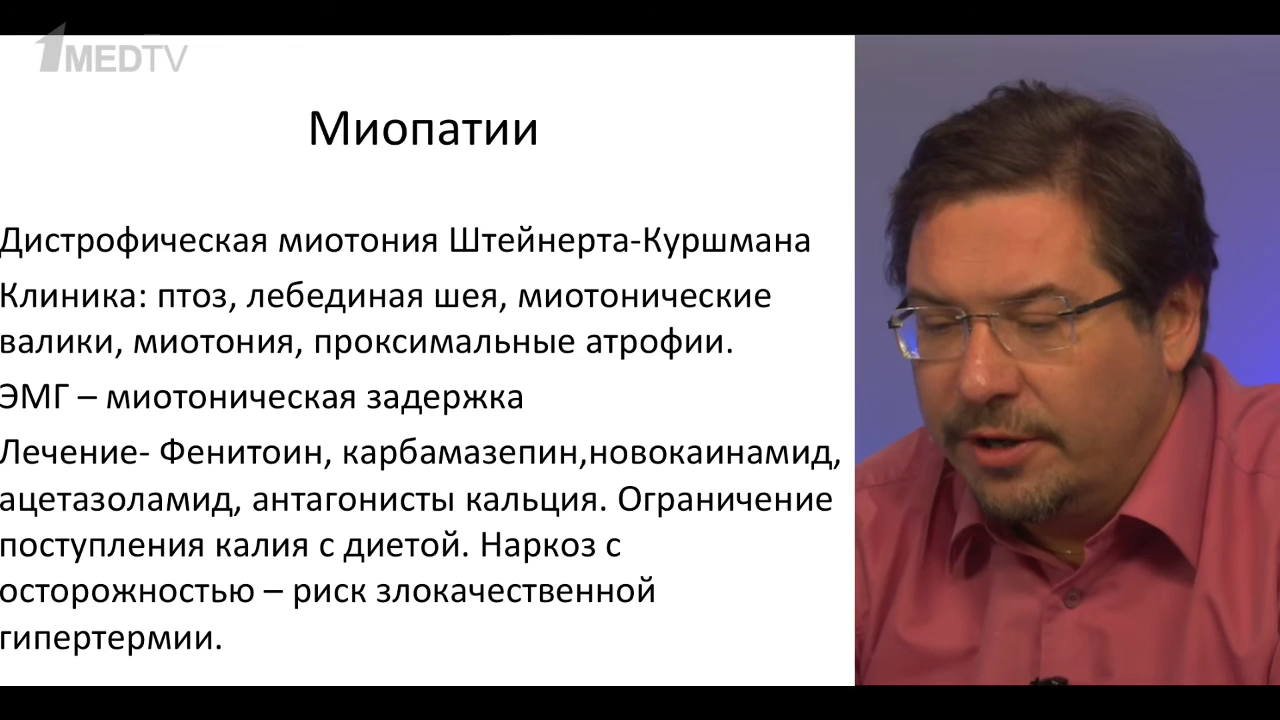 1MEDTV
Миопатии
Дистрофическая миотония Штейнерта-Куршмана
Клиника: птоз, лебединая шея, миотонические
валики, миотония, проксимальные атрофии.
ЭМГ – миотоническая задержка
Лечение- Фенитоин, карбамазепин,новокаинамид,
ацетазоламид, антагонисты кальция. Ограничение
поступления калия с диетой. Наркоз с
осторожностью – риск злокачественной
гипертермии.